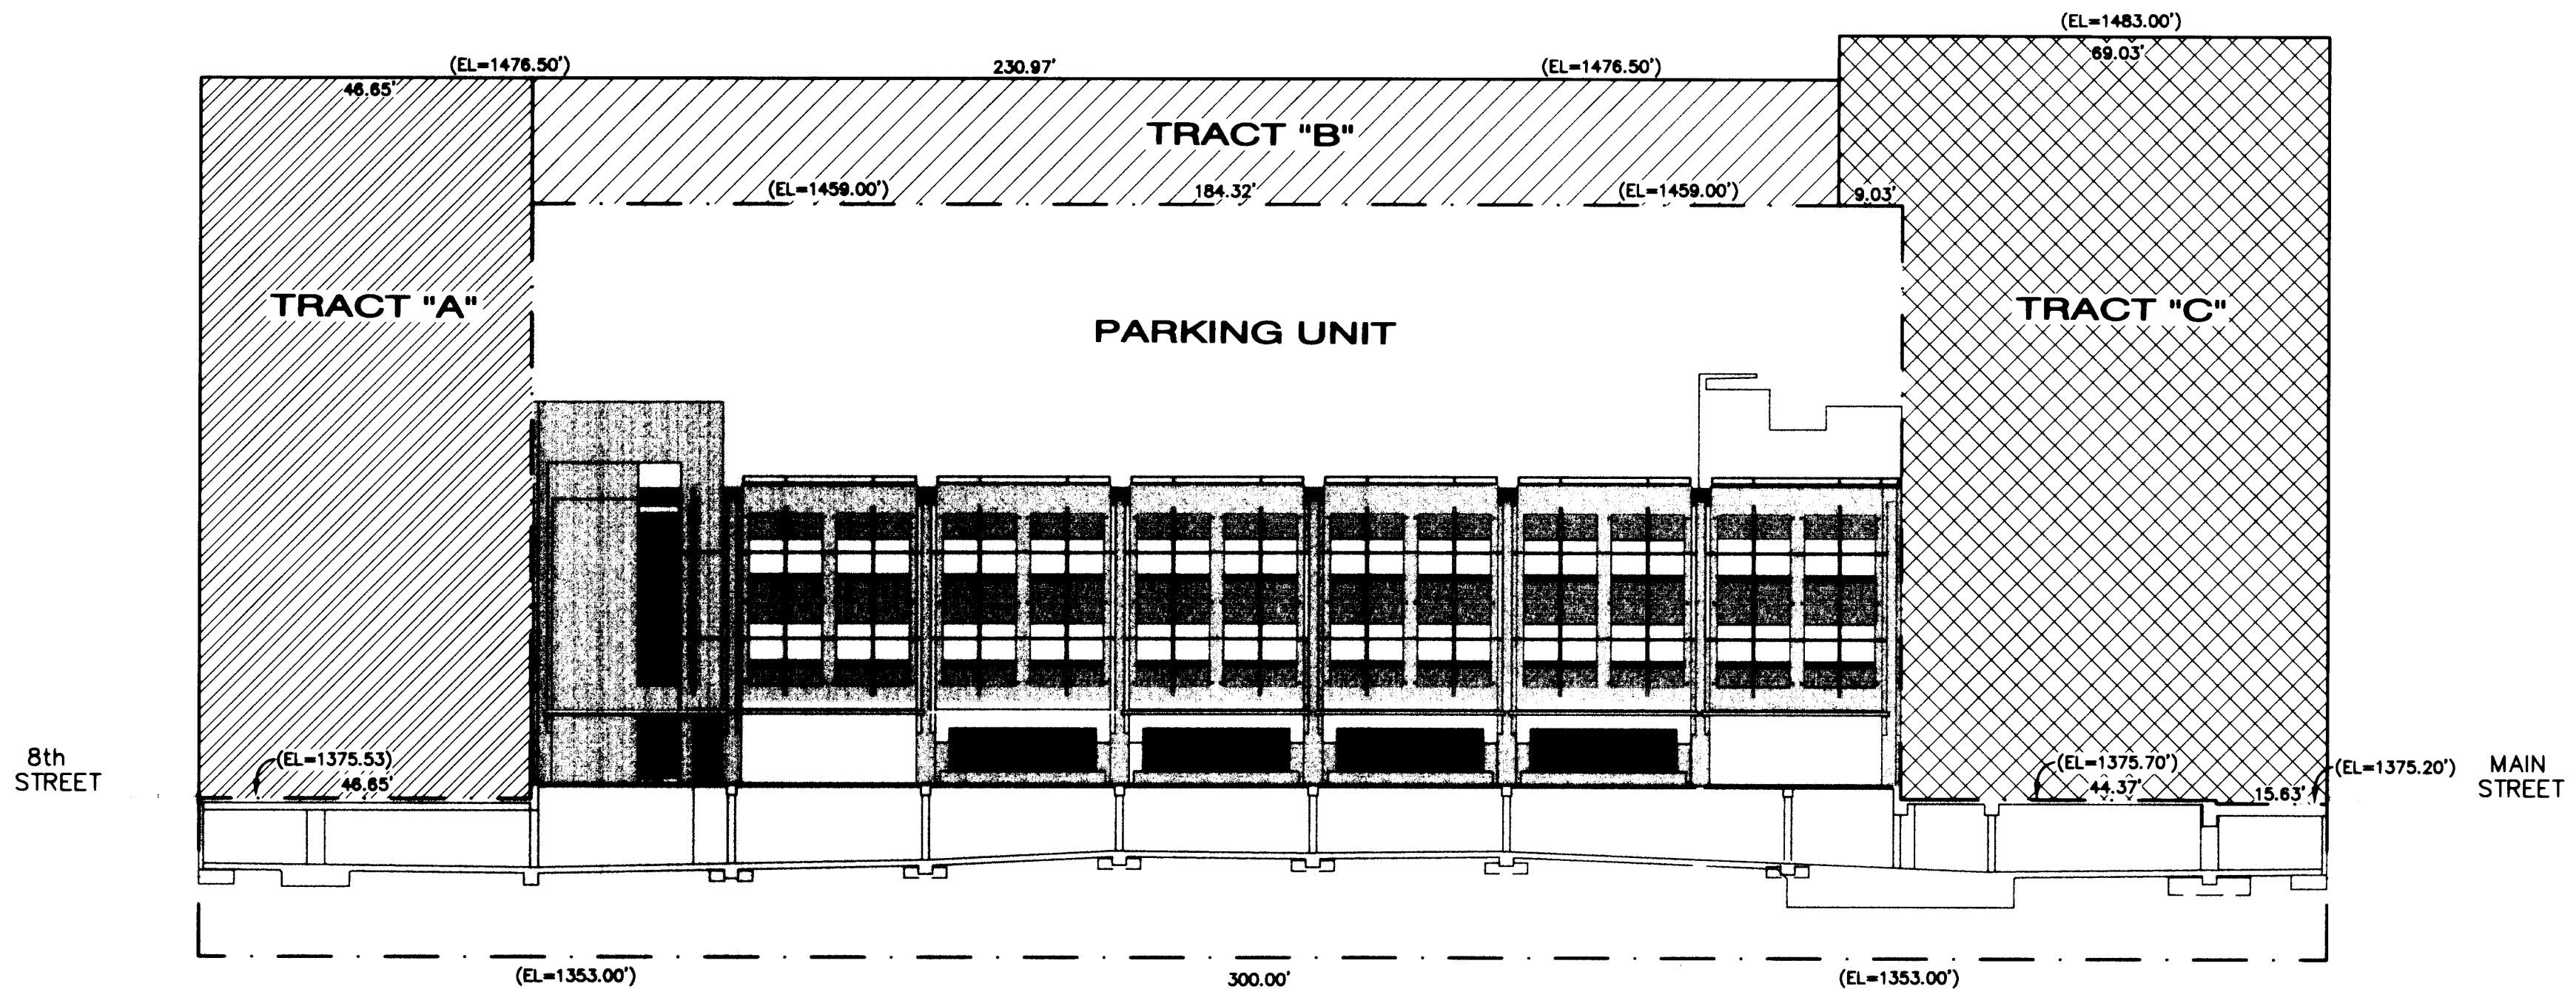 (EL=1483.00')
69.03'
(EL=1476.50')
230.97'
(EL=1476.50')
46.65'
TRACT "B"
(EL=1459.00')
184.32'
(EL=1459.00')
9.03'
TRACT "A"
PARKING UNIT
TRACT "C"
8th
STREET
(EL=1375.53)
46.65'
(EL=1375.70')
44.37'
15.63'
(EL=1375.20')
MAIN
STREET
(EL=1353.00')
300.00'
(EL=1353.00')